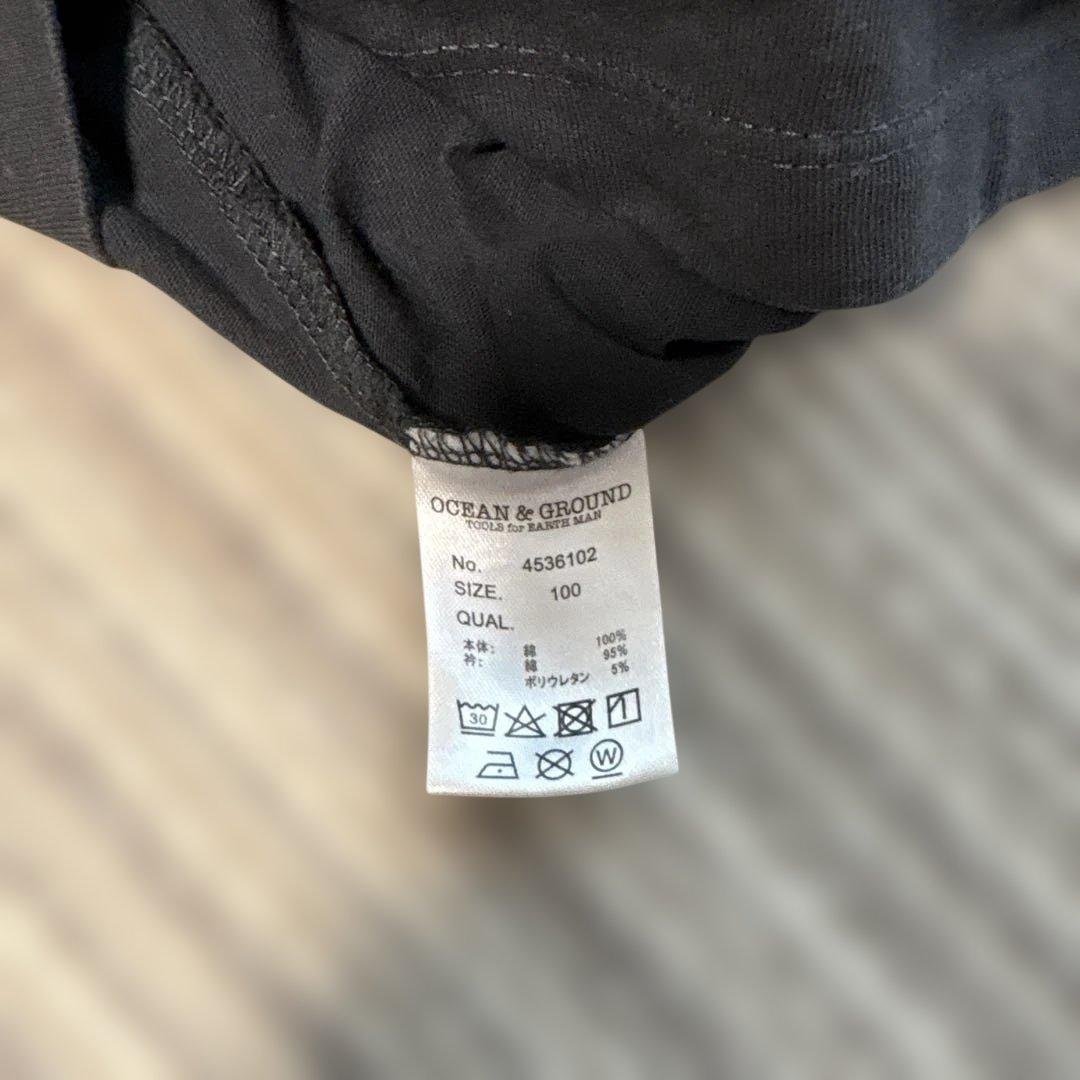 OCEAN & GROUND
TOOLS for EARTH MAN
No. 4536102
SIZE. 100
QUAL.
本体: 綿 100%
衿: 綿 95%
ポリウレタン 5%
30
W